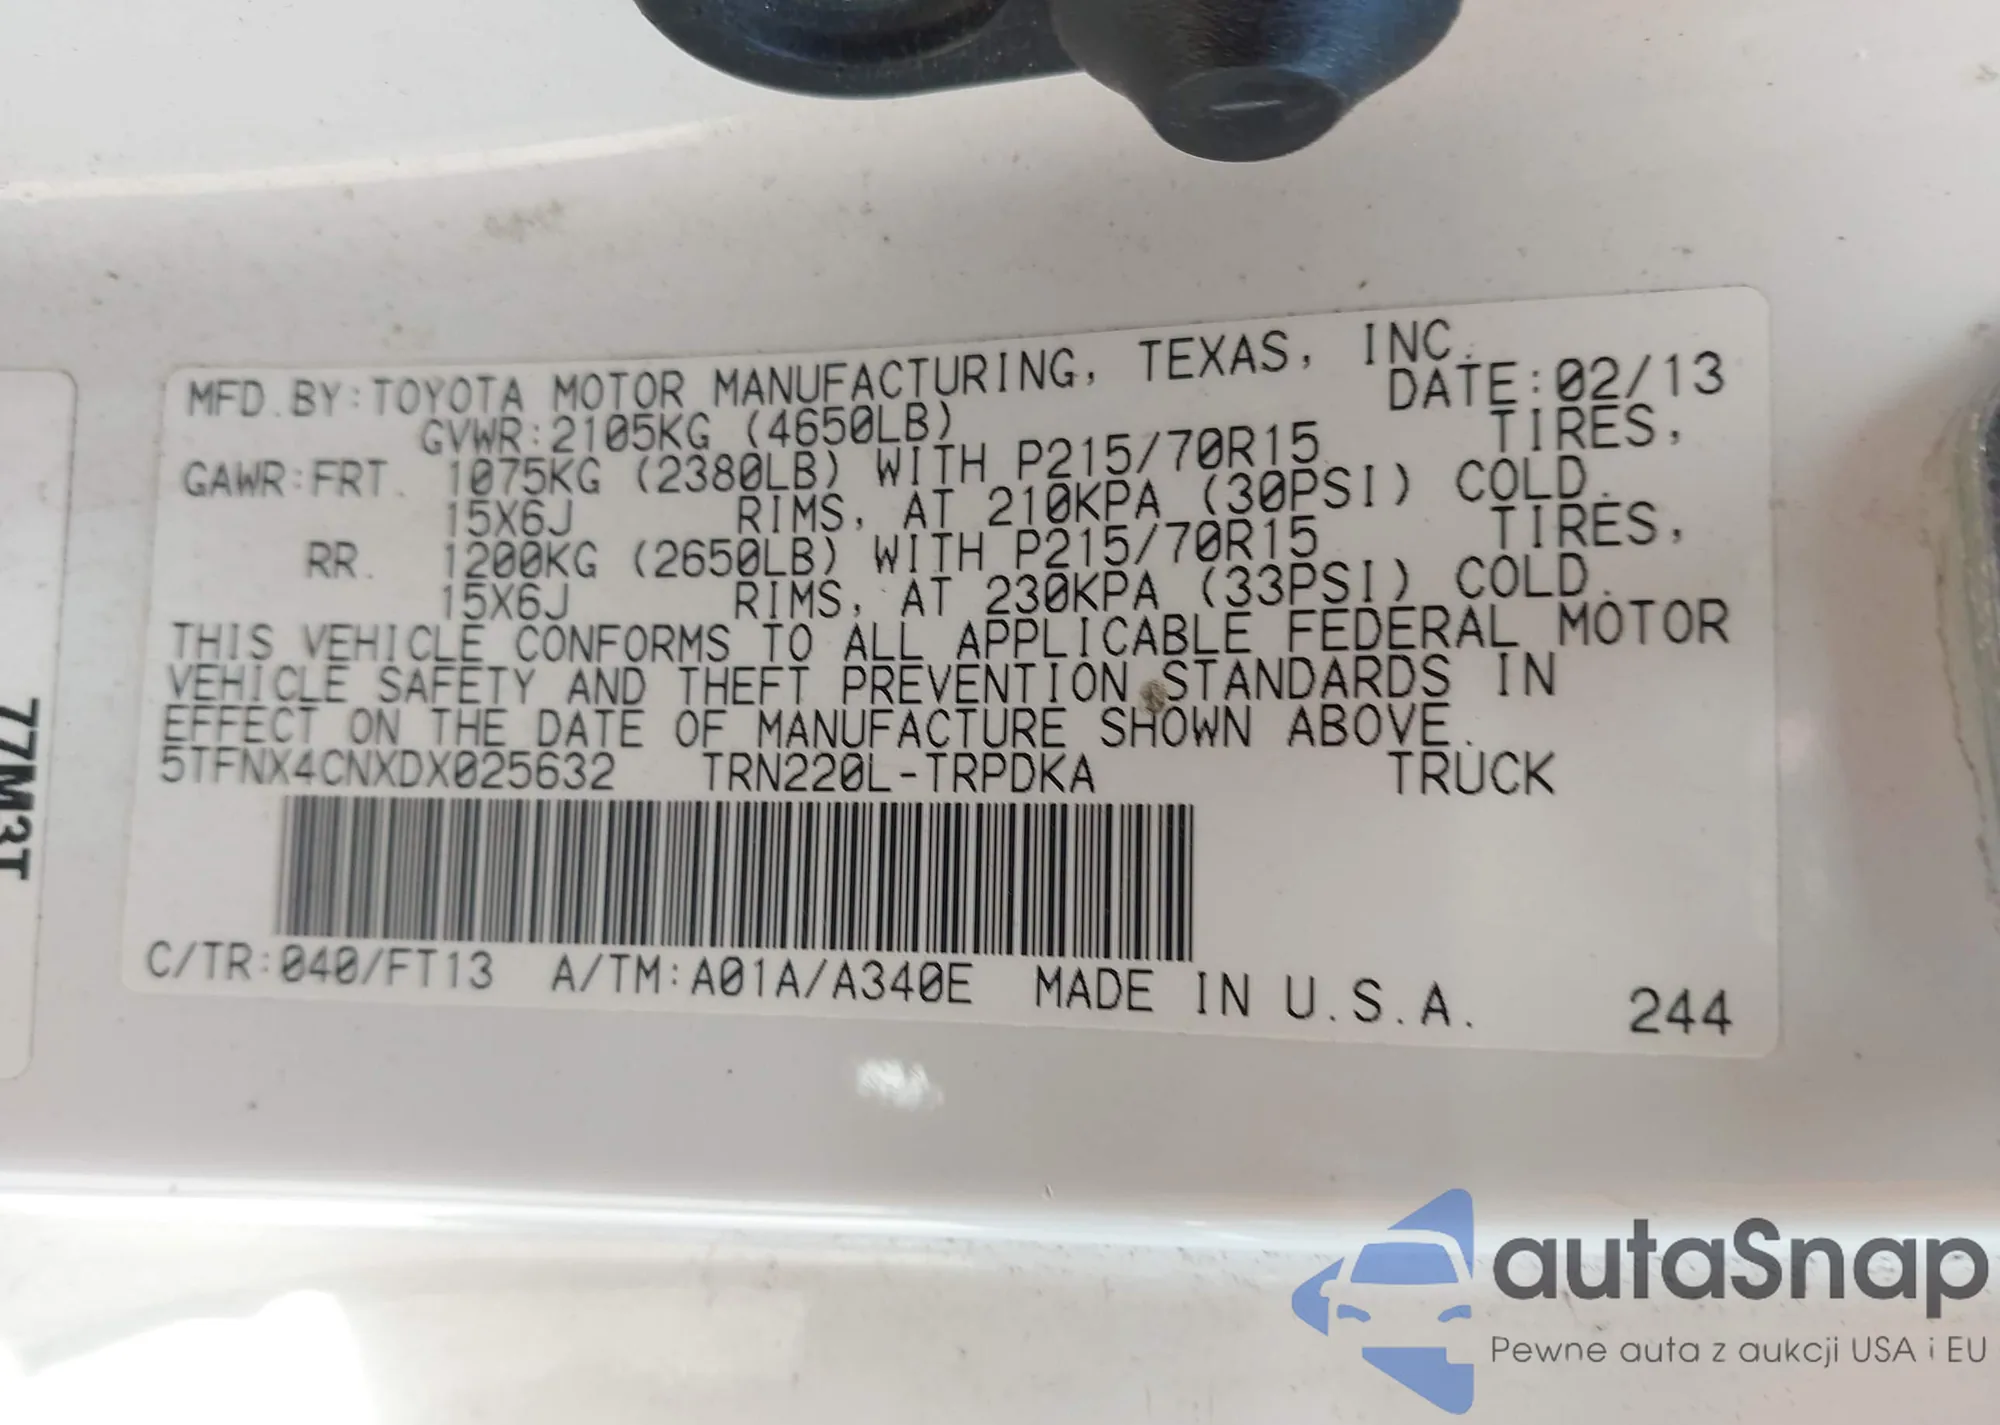 MFD.BY:TOYOTA MOTOR MANUFACTURING, TEXAS, INC.
DATE:02/13
GVWR:2105KG (4650LB)
GAWR:FRT. 1075KG (2380LB) WITH P215/70R15 TIRES,
15X6J RIMS, AT 210KPA (30PSI) COLD.
RR. 1200KG (2650LB) WITH P215/70R15 TIRES,
15X6J RIMS, AT 230KPA (33PSI) COLD.
THIS VEHICLE CONFORMS TO ALL APPLICABLE FEDERAL MOTOR
VEHICLE SAFETY AND THEFT PREVENTION STANDARDS IN
EFFECT ON THE DATE OF MANUFACTURE SHOWN ABOVE.
5TFNX4CNXDX025632 TRN220L-TRPDKA TRUCK
C/TR:040/FT13 A/TM:A01A/A340E MADE IN U.S.A. 244
autaSnap
Pewne auta z aukcji USA i EU